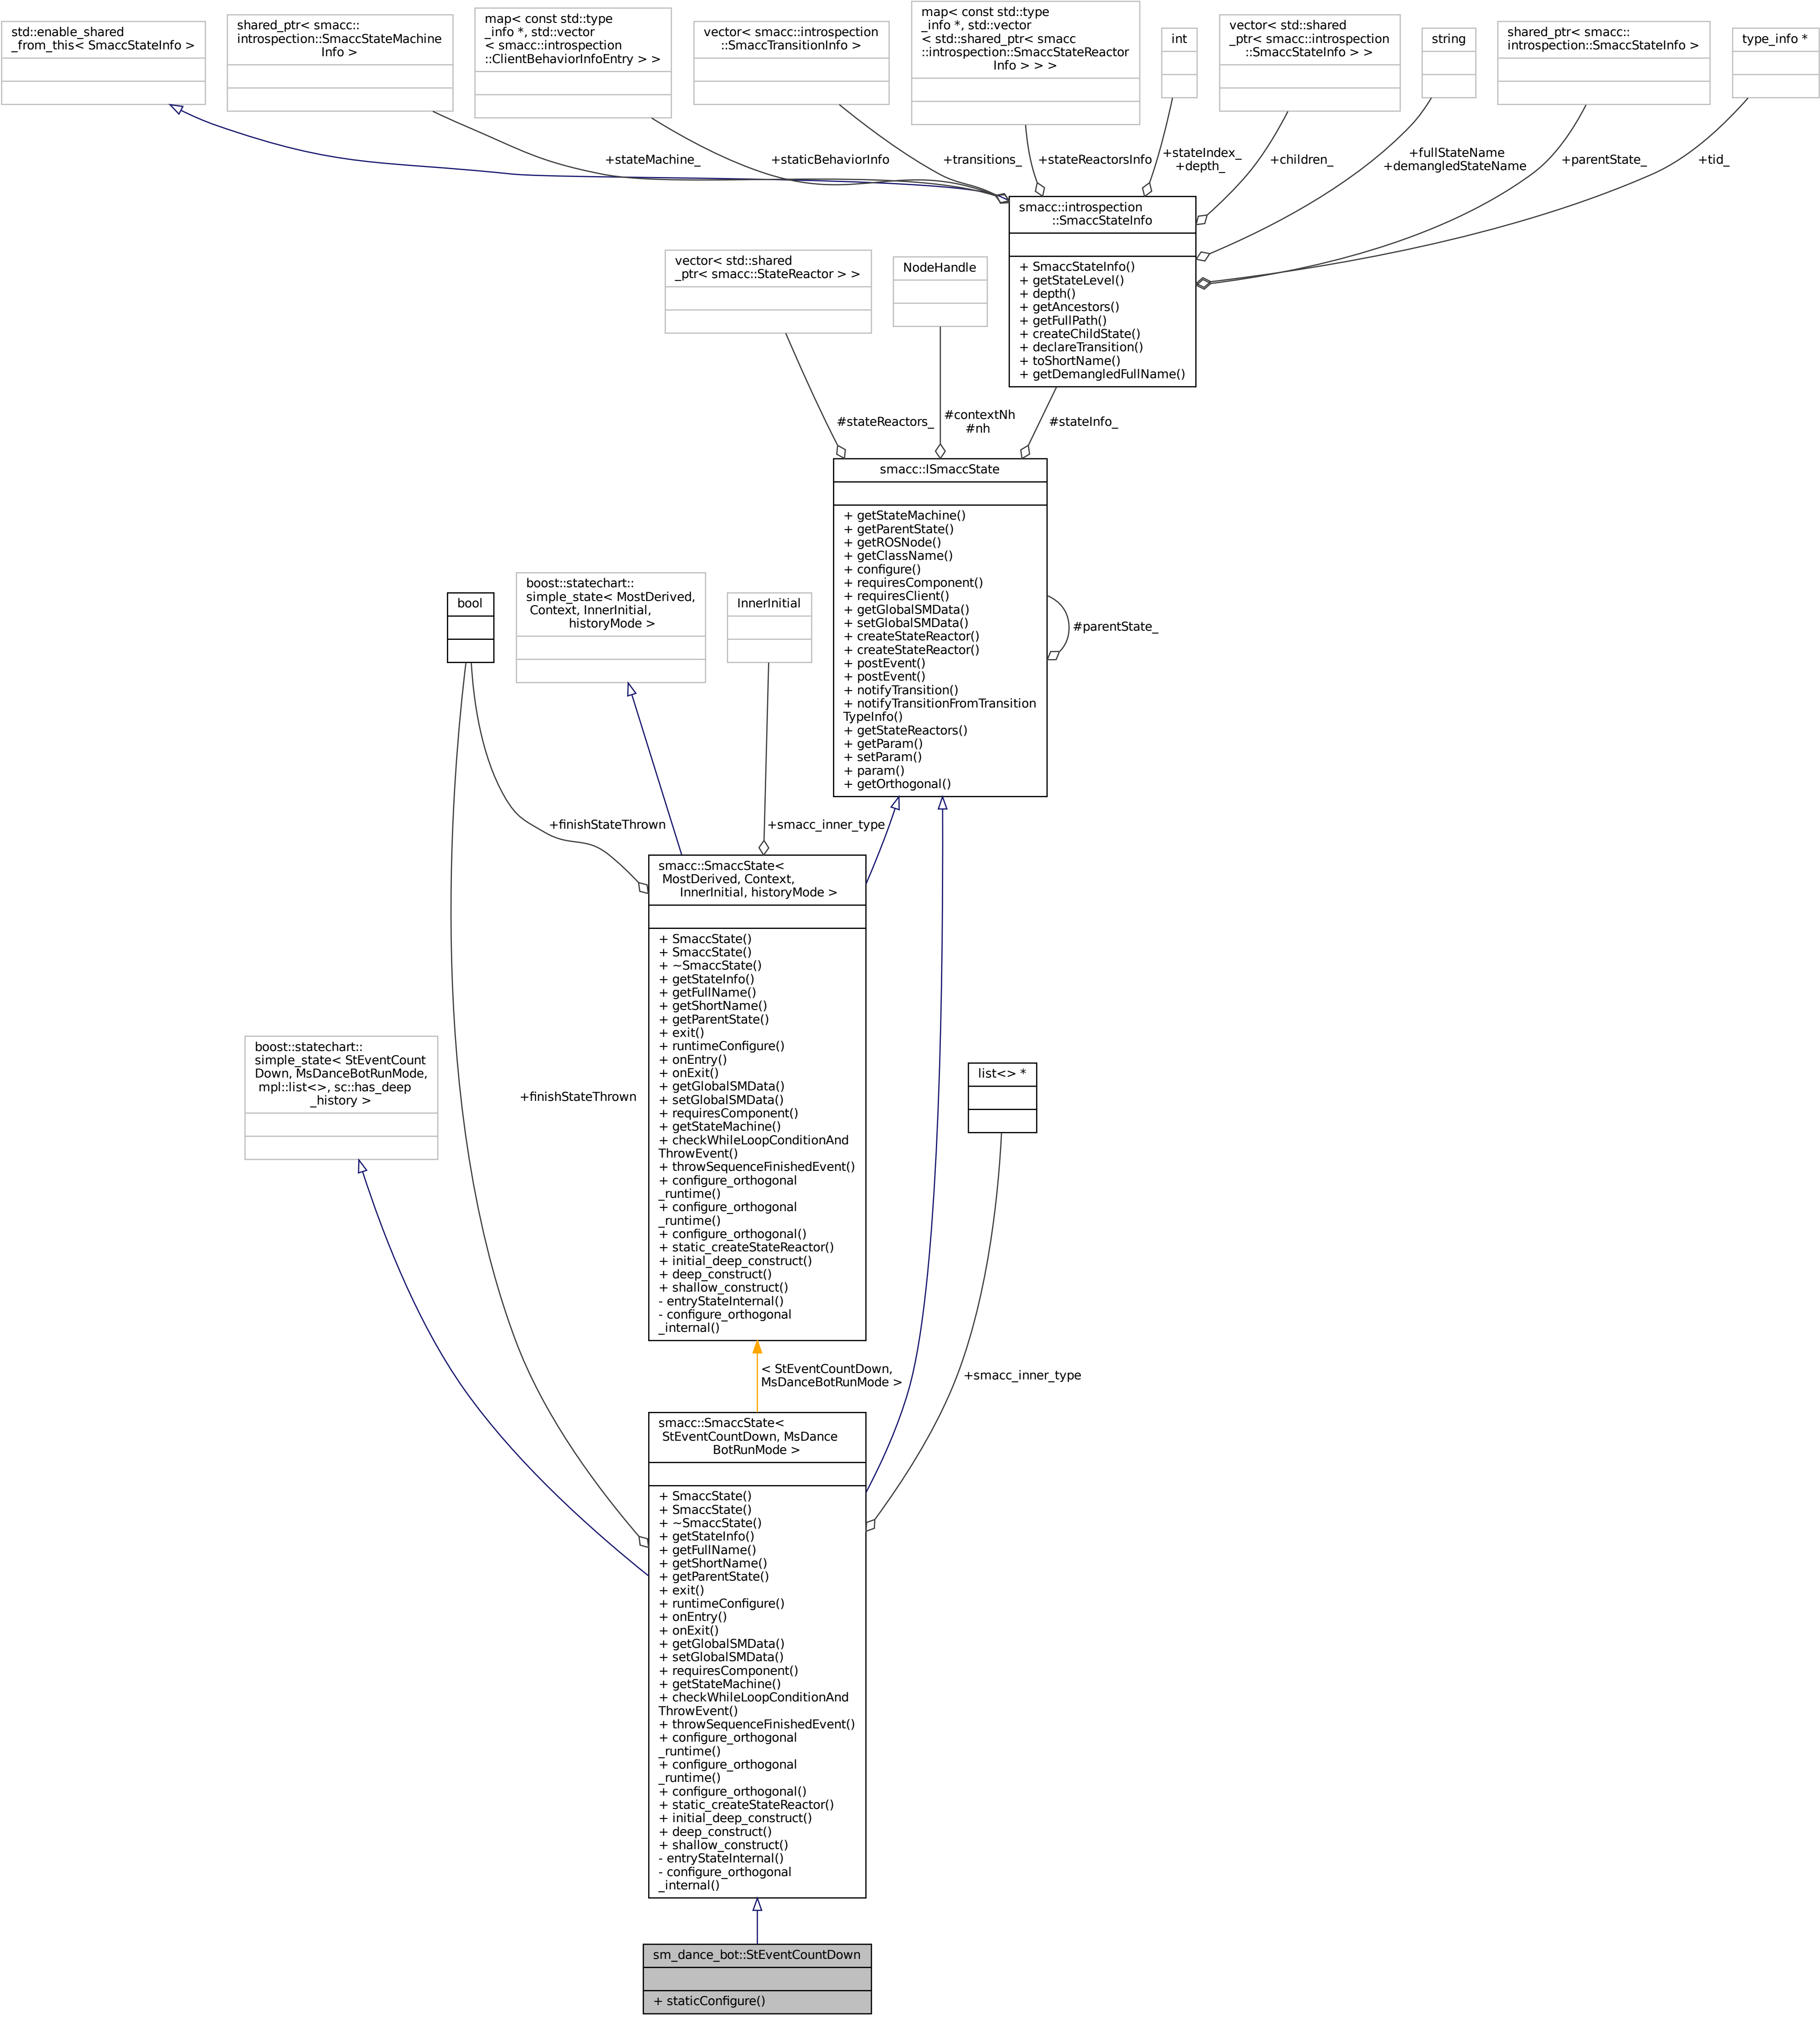 std::enable_shared
_from_this< SmaccStateInfo >
shared_ptr< smacc::
introspection::SmaccStateMachine
Info >
map< const std::type
_info *, std::vector
< smacc::introspection
::ClientBehaviorInfoEntry > >
vector< smacc::introspection
::SmaccTransitionInfo >
map< const std::type
_info *, std::vector
< std::shared_ptr< smacc
::introspection::SmaccStateReactor
Info > > >
int
vector< std::shared
_ptr< smacc::introspection
::SmaccStateInfo > >
string
shared_ptr< smacc::
introspection::SmaccStateInfo >
type_info *
+stateMachine_
+staticBehaviorInfo
+transitions_
+stateReactorsInfo
+stateIndex_
+depth_
+children_
+fullStateName
+demangledStateName
+parentState_
+tid_
smacc::introspection
::SmaccStateInfo
+ SmaccStateInfo()
+ getStateLevel()
+ depth()
+ getAncestors()
+ getFullPath()
+ createChildState()
+ declareTransition()
+ toShortName()
+ getDemangledFullName()
vector< std::shared
_ptr< smacc::StateReactor > >
NodeHandle
#stateReactors_
#contextNh
#nh
#stateInfo_
smacc::ISmaccState
+ getStateMachine()
+ getParentState()
+ getROSNode()
+ getClassName()
+ configure()
+ requiresComponent()
+ requiresClient()
+ getGlobalSMData()
+ setGlobalSMData()
+ createStateReactor()
+ createStateReactor()
+ postEvent()
+ postEvent()
+ notifyTransition()
+ notifyTransitionFromTransition
TypeInfo()
+ getStateReactors()
+ getParam()
+ setParam()
+ param()
+ getOrthogonal()
#parentState_
bool
boost::statechart::
simple_state< MostDerived,
Context, InnerInitial,
historyMode >
InnerInitial
+finishStateThrown
+smacc_inner_type
smacc::SmaccState<
MostDerived, Context,
InnerInitial, historyMode >
+ SmaccState()
+ SmaccState()
+ ~SmaccState()
+ getStateInfo()
+ getFullName()
+ getShortName()
+ getParentState()
+ exit()
+ runtimeConfigure()
+ onEntry()
+ onExit()
+ getGlobalSMData()
+ setGlobalSMData()
+ requiresComponent()
+ getStateMachine()
+ checkWhileLoopConditionAnd
ThrowEvent()
+ throwSequenceFinishedEvent()
+ configure_orthogonal
_runtime()
+ configure_orthogonal
_runtime()
+ configure_orthogonal()
+ static_createStateReactor()
+ initial_deep_construct()
+ deep_construct()
+ shallow_construct()
- entryStateInternal()
- configure_orthogonal
_internal()
boost::statechart::
simple_state< StEventCount
Down, MsDanceBotRunMode,
mpl::list<>, sc::has_deep
_history >
+finishStateThrown
list<> *
< StEventCountDown,
MsDanceBotRunMode >
+smacc_inner_type
smacc::SmaccState<
StEventCountDown, MsDance
BotRunMode >
+ SmaccState()
+ SmaccState()
+ ~SmaccState()
+ getStateInfo()
+ getFullName()
+ getShortName()
+ getParentState()
+ exit()
+ runtimeConfigure()
+ onEntry()
+ onExit()
+ getGlobalSMData()
+ setGlobalSMData()
+ requiresComponent()
+ getStateMachine()
+ checkWhileLoopConditionAnd
ThrowEvent()
+ throwSequenceFinishedEvent()
+ configure_orthogonal
_runtime()
+ configure_orthogonal
_runtime()
+ configure_orthogonal()
+ static_createStateReactor()
+ initial_deep_construct()
+ deep_construct()
+ shallow_construct()
- entryStateInternal()
- configure_orthogonal
_internal()
sm_dance_bot::StEventCountDown
+ staticConfigure()